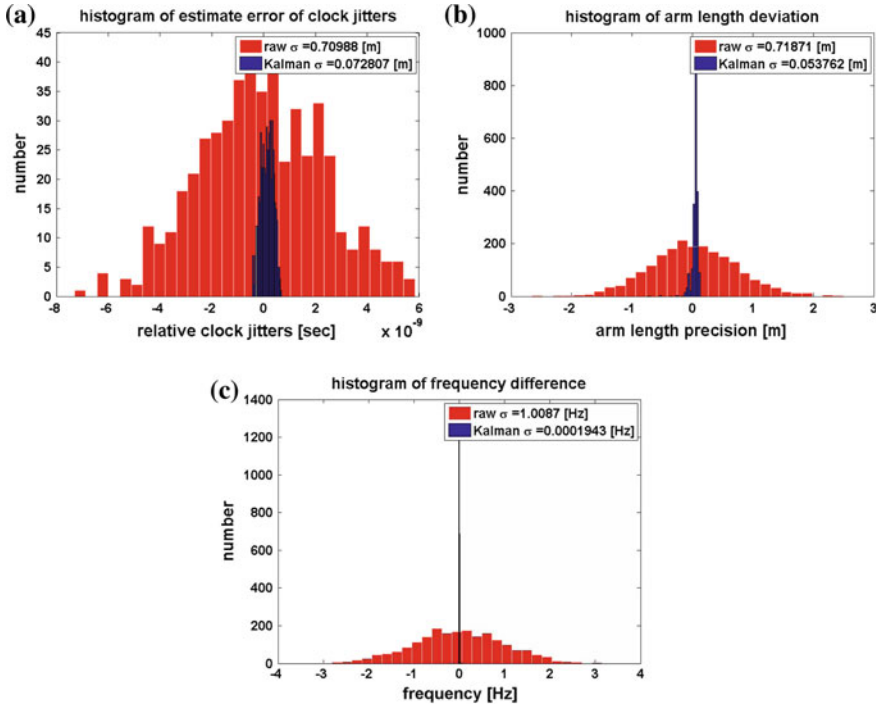 (a)
histogram of estimate error of clock jitters
45
40
35
30
25
20
15
10
5
0
number
raw σ =0.70988 [m]
Kalman σ =0.072807 [m]
-8 -6 -4 -2 0 2 4 6
x 10⁻⁹
relative clock jitters [sec]
(b)
histogram of arm length deviation
1000
800
600
400
200
0
number
raw σ =0.71871 [m]
Kalman σ =0.053762 [m]
-3 -2 -1 0 1 2 3
arm length precision [m]
(c)
histogram of frequency difference
1400
1200
1000
800
600
400
200
0
number
raw σ =1.0087 [Hz]
Kalman σ =0.0001943 [Hz]
-4 -3 -2 -1 0 1 2 3 4
frequency [Hz]